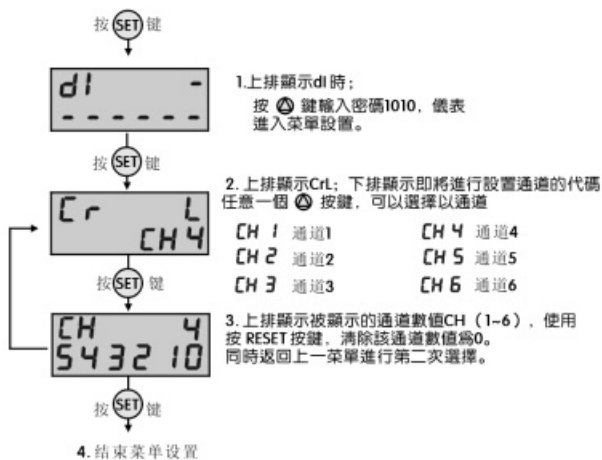 按 SET 键
dI -
- - - - - -
1.上排顯示dI 時；
按 鍵輸入密碼1010，儀表
進入菜單設置。
按 SET 键
Cr L
CH 4
2. 上排顯示CrL；下排顯示即將進行設置通道的代碼
任意一個 按鍵，可以選擇以通道
CH 1 通道1 CH 4 通道4
CH 2 通道2 CH 5 通道5
CH 3 通道3 CH 6 通道6
按 SET 键
CH 4
543210
3. 上排顯示被顯示的通道數值CH（1~6），使用
按 RESET 按鍵，清除該通道數值爲0。
同時返回上一菜單進行第二次選擇。
按 SET 键
4. 结束菜单设置